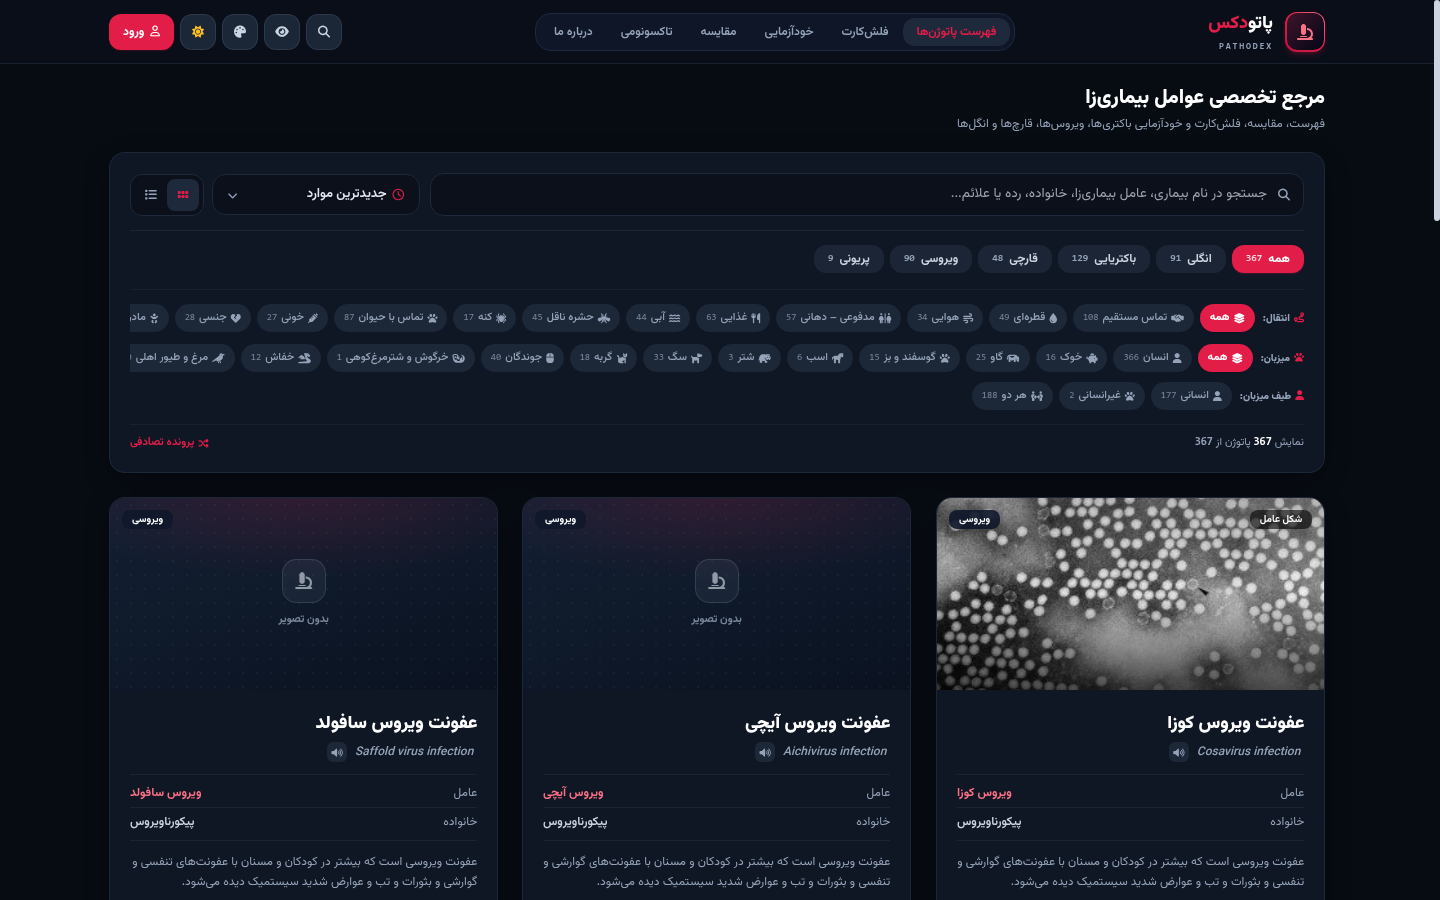 پاتودکس
PATHODEX
فهرست پاتوژن‌ها
فلش‌کارت
خودآزمایی
مقایسه
تاکسونومی
درباره ما
ورود
مرجع تخصصی عوامل بیماری‌زا
فهرست، مقایسه، فلش‌کارت و خودآزمایی باکتری‌ها، ویروس‌ها، قارچ‌ها و انگل‌ها
جستجو در نام بیماری، عامل بیماری‌زا، خانواده، رده یا علائم...
جدیدترین موارد
همه 367
انگلی 91
باکتریایی 129
قارچی 48
ویروسی 90
پریونی 9
انتقال:
همه
تماس مستقیم 108
قطره‌ای 49
هوایی 34
مدفوعی – دهانی 57
غذایی 63
آبی 44
حشره ناقل 45
کنه 17
تماس با حیوان 87
خونی 27
جنسی 28
میزبان:
همه
انسان 366
خوک 16
گاو 25
گوسفند و بز 15
اسب 6
شتر 3
سگ 33
گربه 18
جوندگان 40
خرگوش و شترمرغ‌کوهی 1
خفاش 12
مرغ و طیور اهلی
طیف میزبان:
انسانی 177
غیرانسانی 2
هر دو 188
نمایش 367 پاتوژن از 367
پرونده تصادفی
شکل عامل
ویروسی
عفونت ویروس کوزا
Cosavirus infection
عامل
ویروس کوزا
خانواده
پیکورناویروس
عفونت ویروسی است که بیشتر در کودکان و مسنان با عفونت‌های گوارشی و
تنفسی و بثورات و تب و عوارض شدید سیستمیک دیده می‌شود.
ویروسی
بدون تصویر
عفونت ویروس آیچی
Aichivirus infection
عامل
ویروس آیچی
خانواده
پیکورناویروس
عفونت ویروسی است که بیشتر در کودکان و مسنان با عفونت‌های گوارشی و
تنفسی و بثورات و تب و عوارض شدید سیستمیک دیده می‌شود.
ویروسی
بدون تصویر
عفونت ویروس سافولد
Saffold virus infection
عامل
ویروس سافولد
خانواده
پیکورناویروس
عفونت ویروسی است که بیشتر در کودکان و مسنان با عفونت‌های تنفسی و
گوارشی و بثورات و تب و عوارض شدید سیستمیک دیده می‌شود.